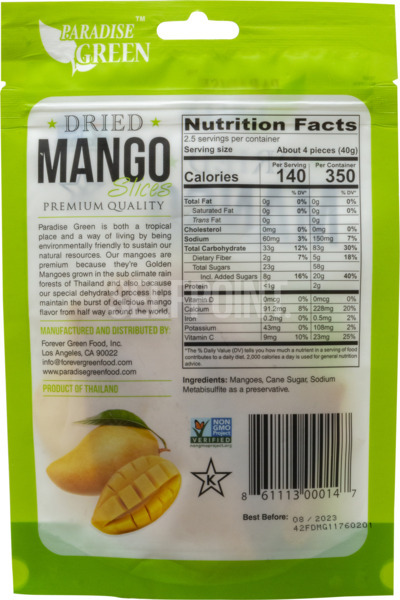 PARADISE ™
GREEN
DRIED
MANGO
Slices
PREMIUM QUALITY
Paradise Green is both a tropical
place and a way of living by being
environmentally friendly to sustain our
natural resources. Our mangoes are
premium because they're Golden
Mangoes grown in the sub climate rain
forests of Thailand and also because
our special dehydrated process helps
maintain the burst of delicious mango
flavor from half way around the world.
MANUFACTURED AND DISTRIBUTED BY:
Forever Green Food, Inc.
Los Angeles, CA 90022
info@forevergreenfood.com
www.paradisegreenfood.com
PRODUCT OF THAILAND
Nutrition Facts
2.5 servings per container
Serving size About 4 pieces (40g)
Per Serving Per Container
Calories 140 350
% DV* % DV*
Total Fat 0g 0% 0g 0%
Saturated Fat 0g 0% 0g 0%
Trans Fat 0g 0g
Cholesterol 0mg 0% 0mg 0%
Sodium 60mg 3% 150mg 7%
Total Carbohydrate 33g 12% 83g 30%
Dietary Fiber 2g 7% 5g 18%
Total Sugars 23g 58g
Incl. Added Sugars 8g 16% 20g 40%
Protein 2g
Vitamin D 0mcg 0% 0mcg 0%
Calcium 91.2mg 8% 228mg 20%
Iron 0.2mg 0% 0.5mg 2%
Potassium 43mg 0% 108mg 2%
Vitamin C 9mg 10% 23mg 25%
*The % Daily Value (DV) tells you how much a nutrient in a serving of food
contributes to a daily diet. 2,000 calories a day is used for general nutrition
advice.
Ingredients: Mangoes, Cane Sugar, Sodium
Metabisulfite as a preservative.
NON
GMO
Project
VERIFIED
nongmoproject.org
K
8 61113 00014 7
Best Before: 08 / 2023
42FDMG11760201